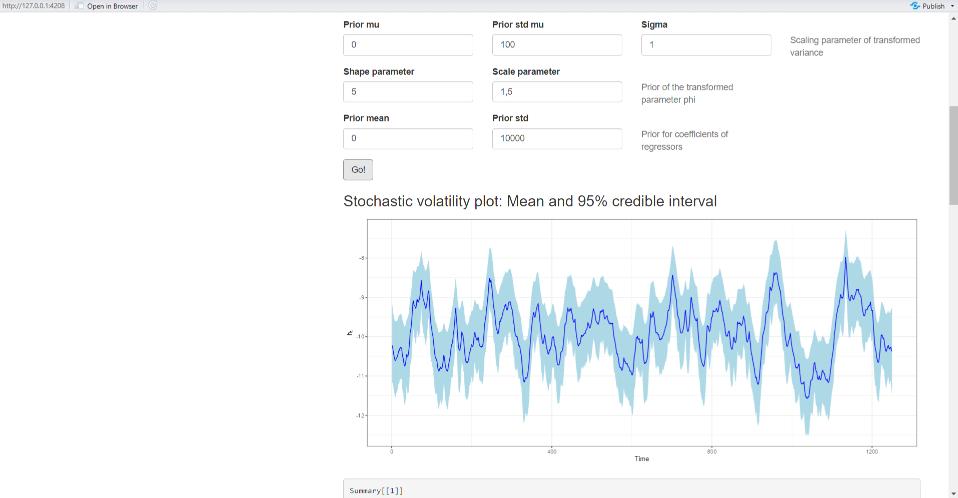 http://127.0.0.1:4208 Open in Browser Publish
Prior mu Prior std mu Sigma
0 100 1
Scaling parameter of transformed
variance
Shape parameter Scale parameter
5 1,5
Prior of the transformed
parameter phi
Prior mean Prior std
0 10000
Prior for coefficients of
regressors
Go!
Stochastic volatility plot: Mean and 95% credible interval
-8
-9
-10
-11
-12
0 400 800 1200
Time
Summary[[1]]